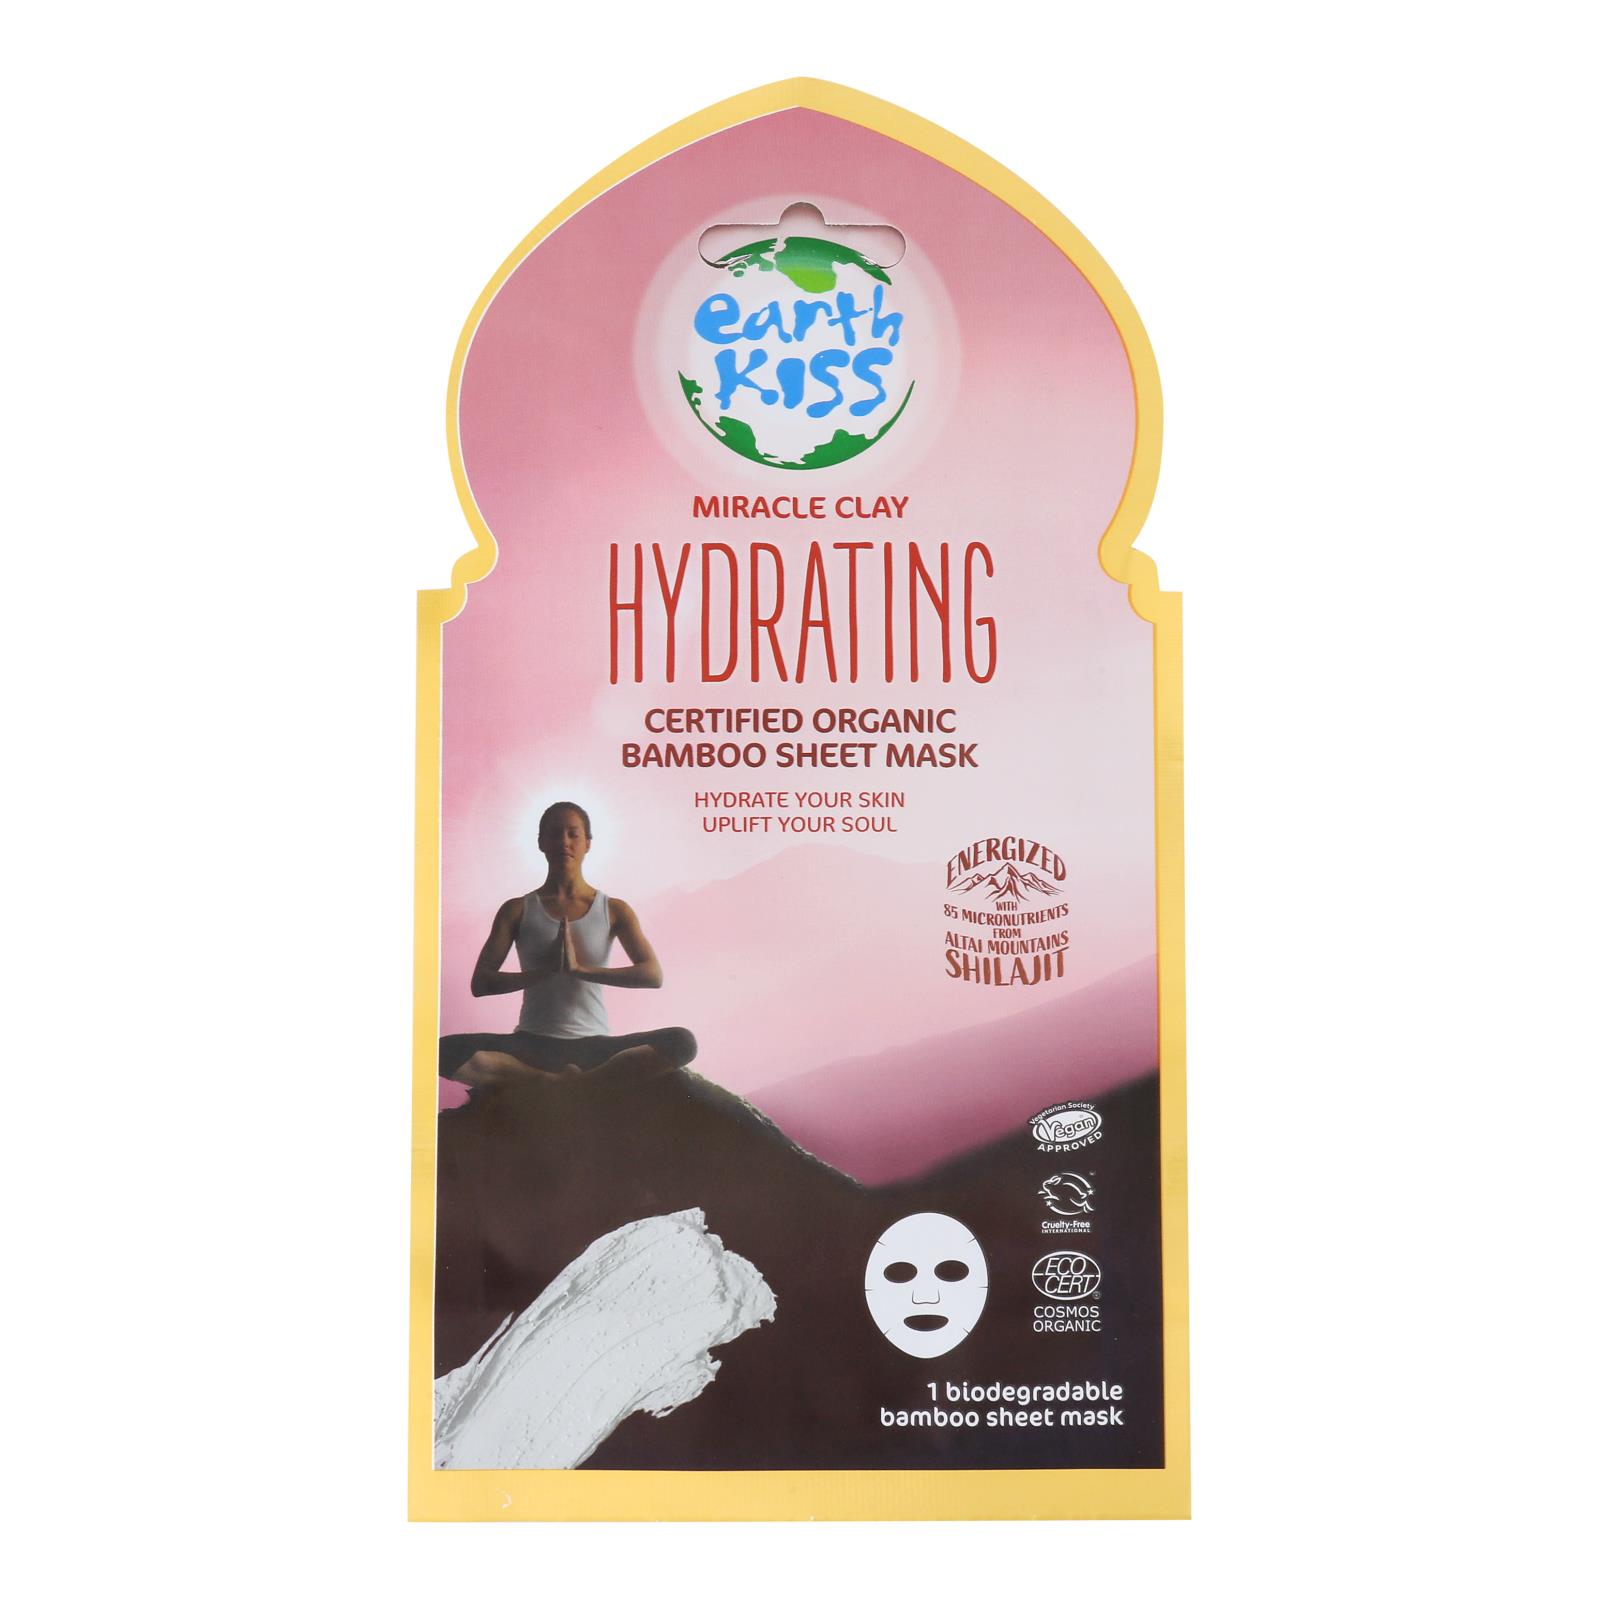 earth
Kiss
MIRACLE CLAY
HYDRATING
CERTIFIED ORGANIC
BAMBOO SHEET MASK
HYDRATE YOUR SKIN
UPLIFT YOUR SOUL
ENERGIZED
WITH
85 MICRONUTRIENTS
FROM
ALTAI MOUNTAINS
SHILAJIT
Vegetarian Society
Vegan
APPROVED
Cruelty-Free
INTERNATIONAL
ECO
CERT®
COSMOS
ORGANIC
1 biodegradable
bamboo sheet mask